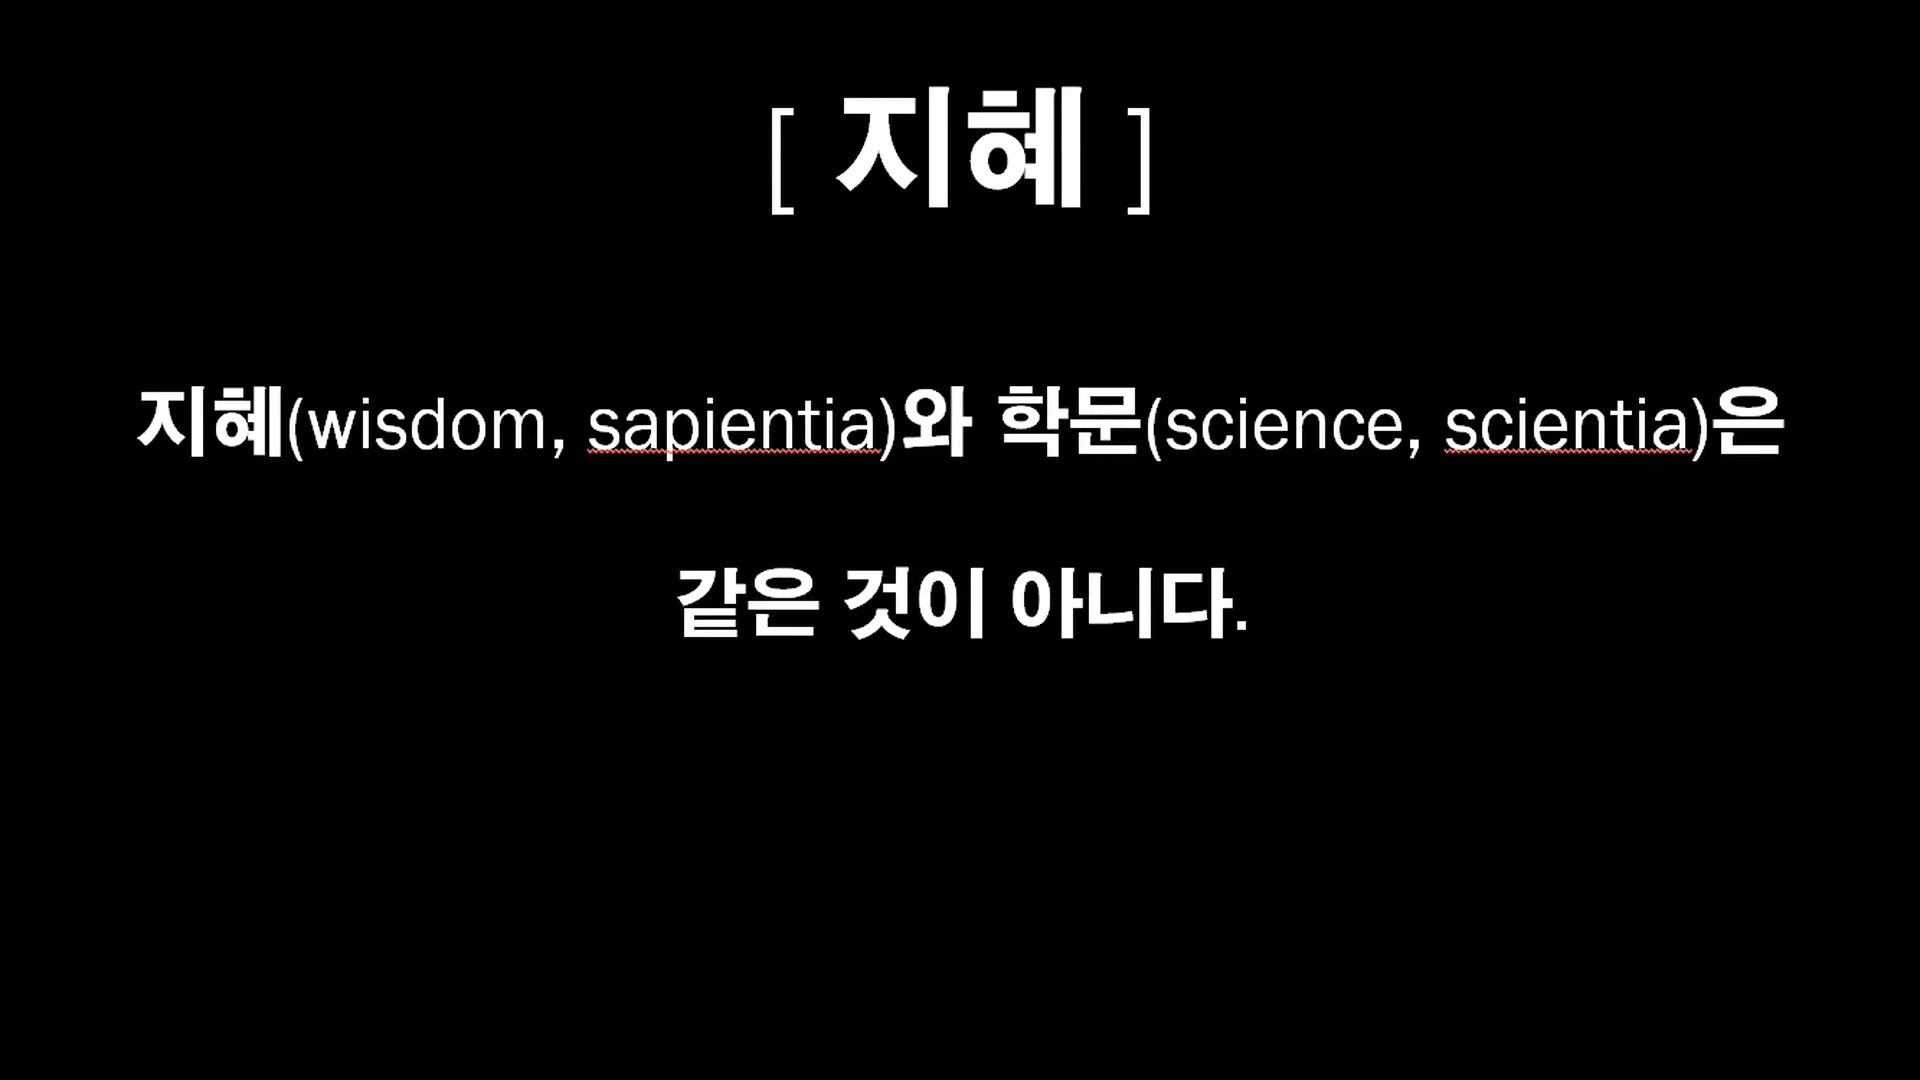 [ 지혜 ]
지혜(wisdom, sapientia)와 학문(science, scientia)은
같은 것이 아니다.